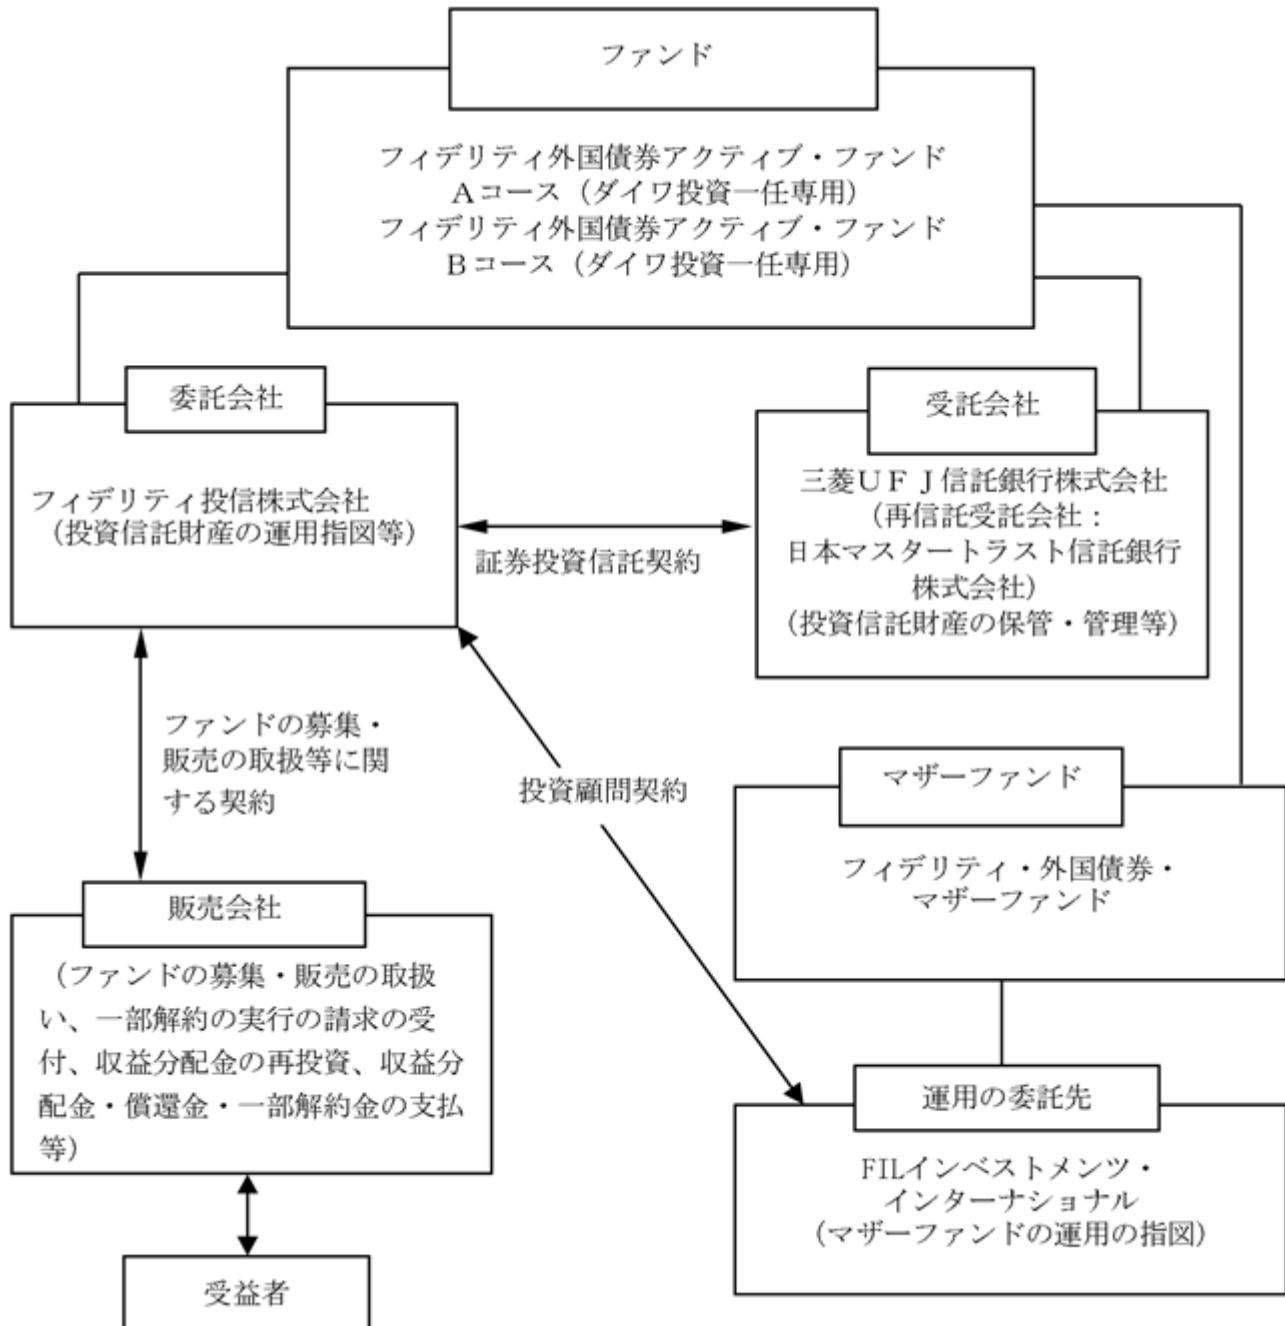 ファンド
フィデリティ外国債券アクティブ・ファンド
Ａコース（ダイワ投資一任専用）
フィデリティ外国債券アクティブ・ファンド
Ｂコース（ダイワ投資一任専用）
委託会社
フィデリティ投信株式会社
（投資信託財産の運用指図等）
証券投資信託契約
受託会社
三菱ＵＦＪ信託銀行株式会社
（再信託受託会社：
日本マスタートラスト信託銀行
株式会社）
（投資信託財産の保管・管理等）
ファンドの募集・
販売の取扱等に関
する契約
投資顧問契約
マザーファンド
フィデリティ・外国債券・
マザーファンド
販売会社
（ファンドの募集・販売の取扱
い、一部解約の実行の請求の受
付、収益分配金の再投資、収益分
配金・償還金・一部解約金の支払
等）
運用の委託先
FILインベストメンツ・
インターナショナル
（マザーファンドの運用の指図）
受益者